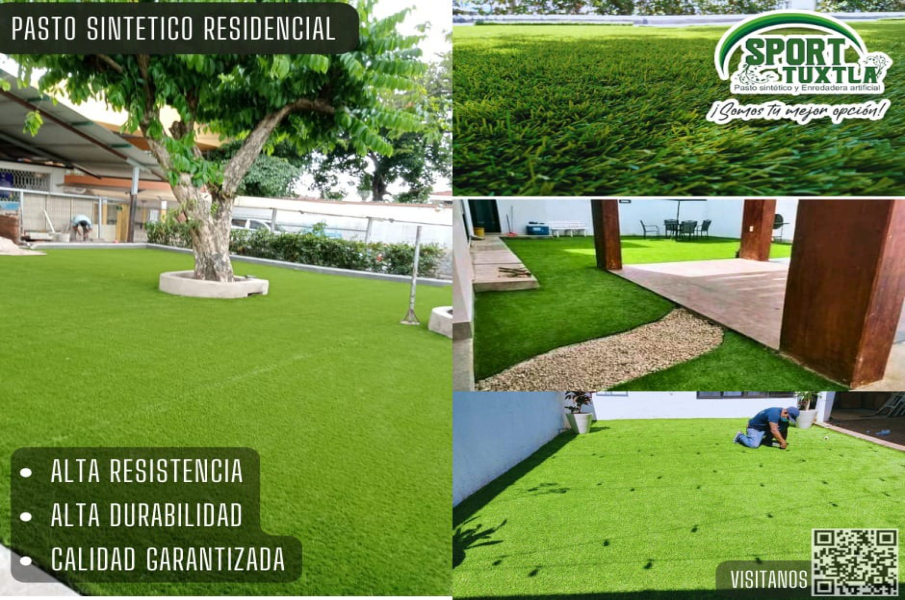 PASTO SINTETICO RESIDENCIAL
SPORT
TUXTLA
Pasto sintético y Enredadera artificial
¡Somos tu mejor opción!
• ALTA RESISTENCIA
• ALTA DURABILIDAD
• CALIDAD GARANTIZADA
VISITANOS